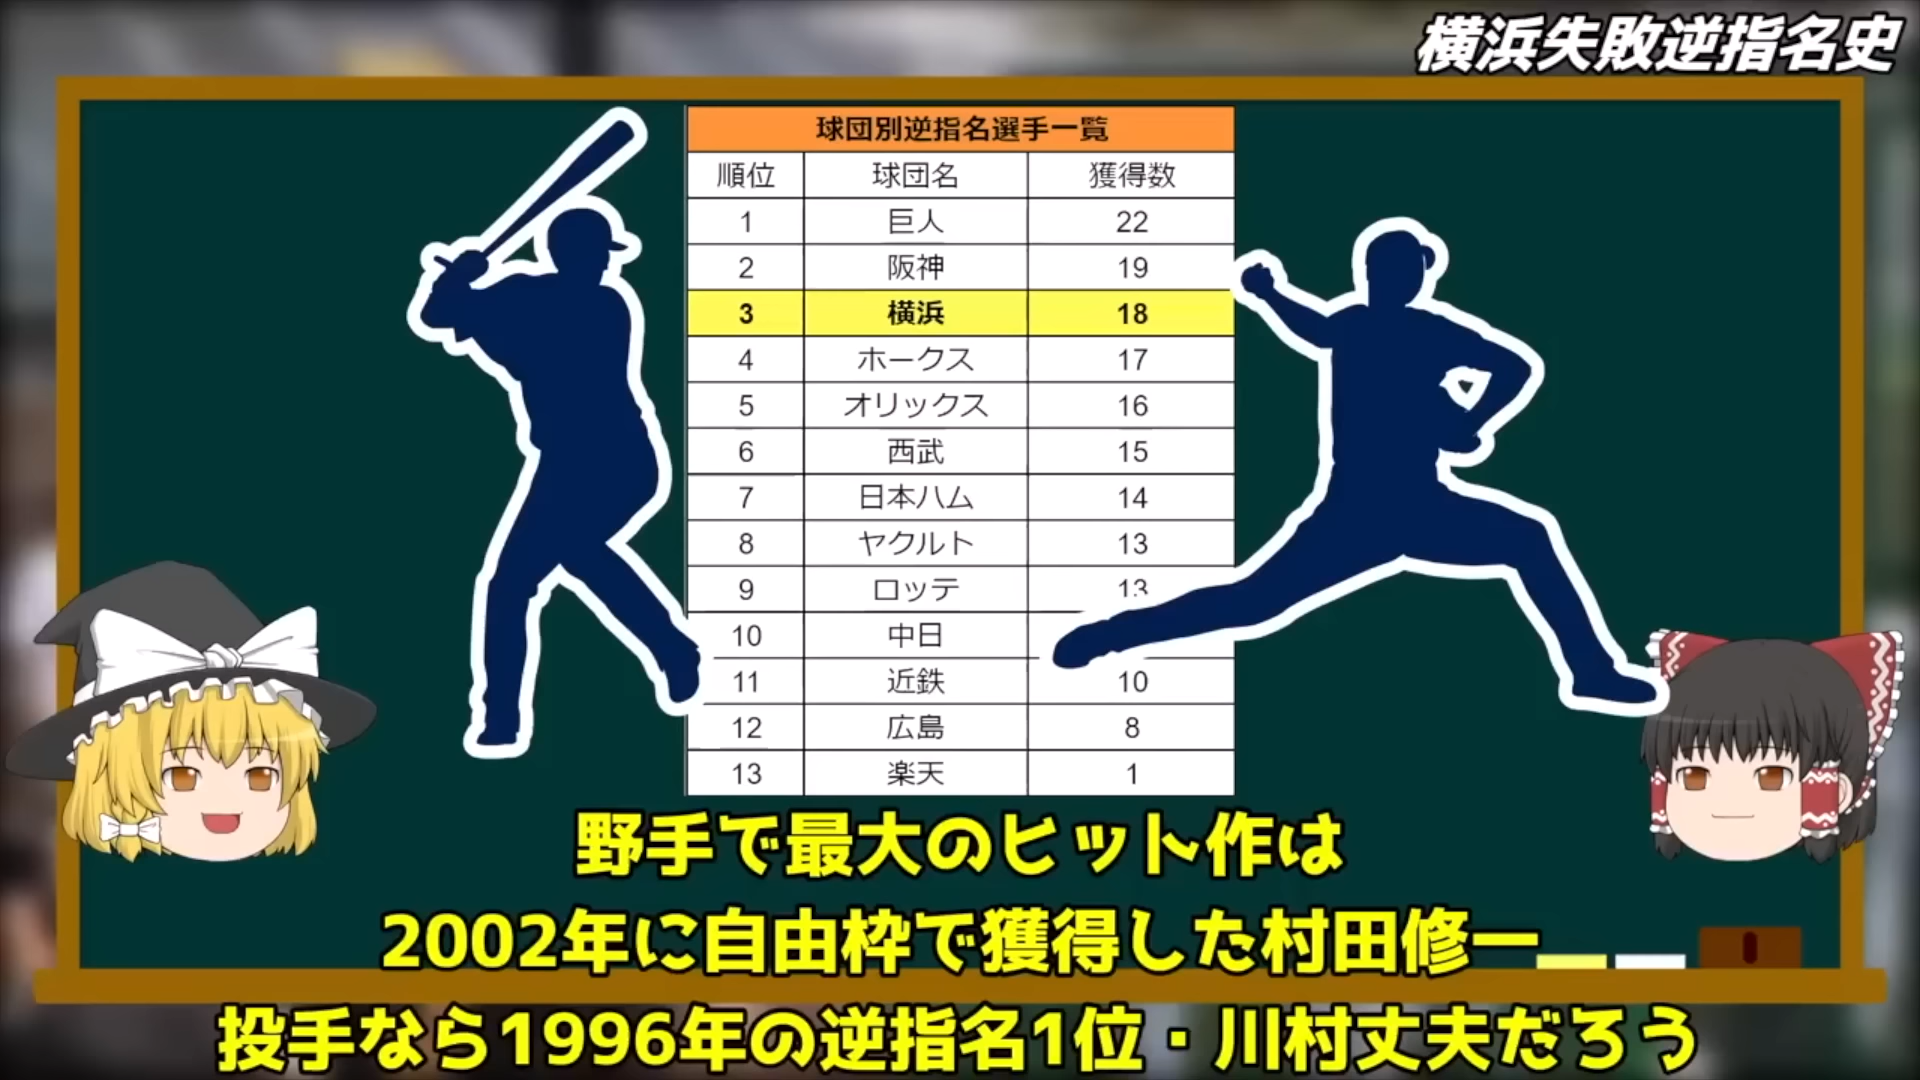 横浜失敗逆指名史
球団別逆指名選手一覧
順位 球団名 獲得数
1 巨人 22
2 阪神 19
3 横浜 18
4 ホークス 17
5 オリックス 16
6 西武 15
7 日本ハム 14
8 ヤクルト 13
9 ロッテ 13
10 中日
11 近鉄 10
12 広島 8
13 楽天 1
野手で最大のヒット作は
2002年に自由枠で獲得した村田修一
投手なら1996年の逆指名1位・川村丈夫だろう